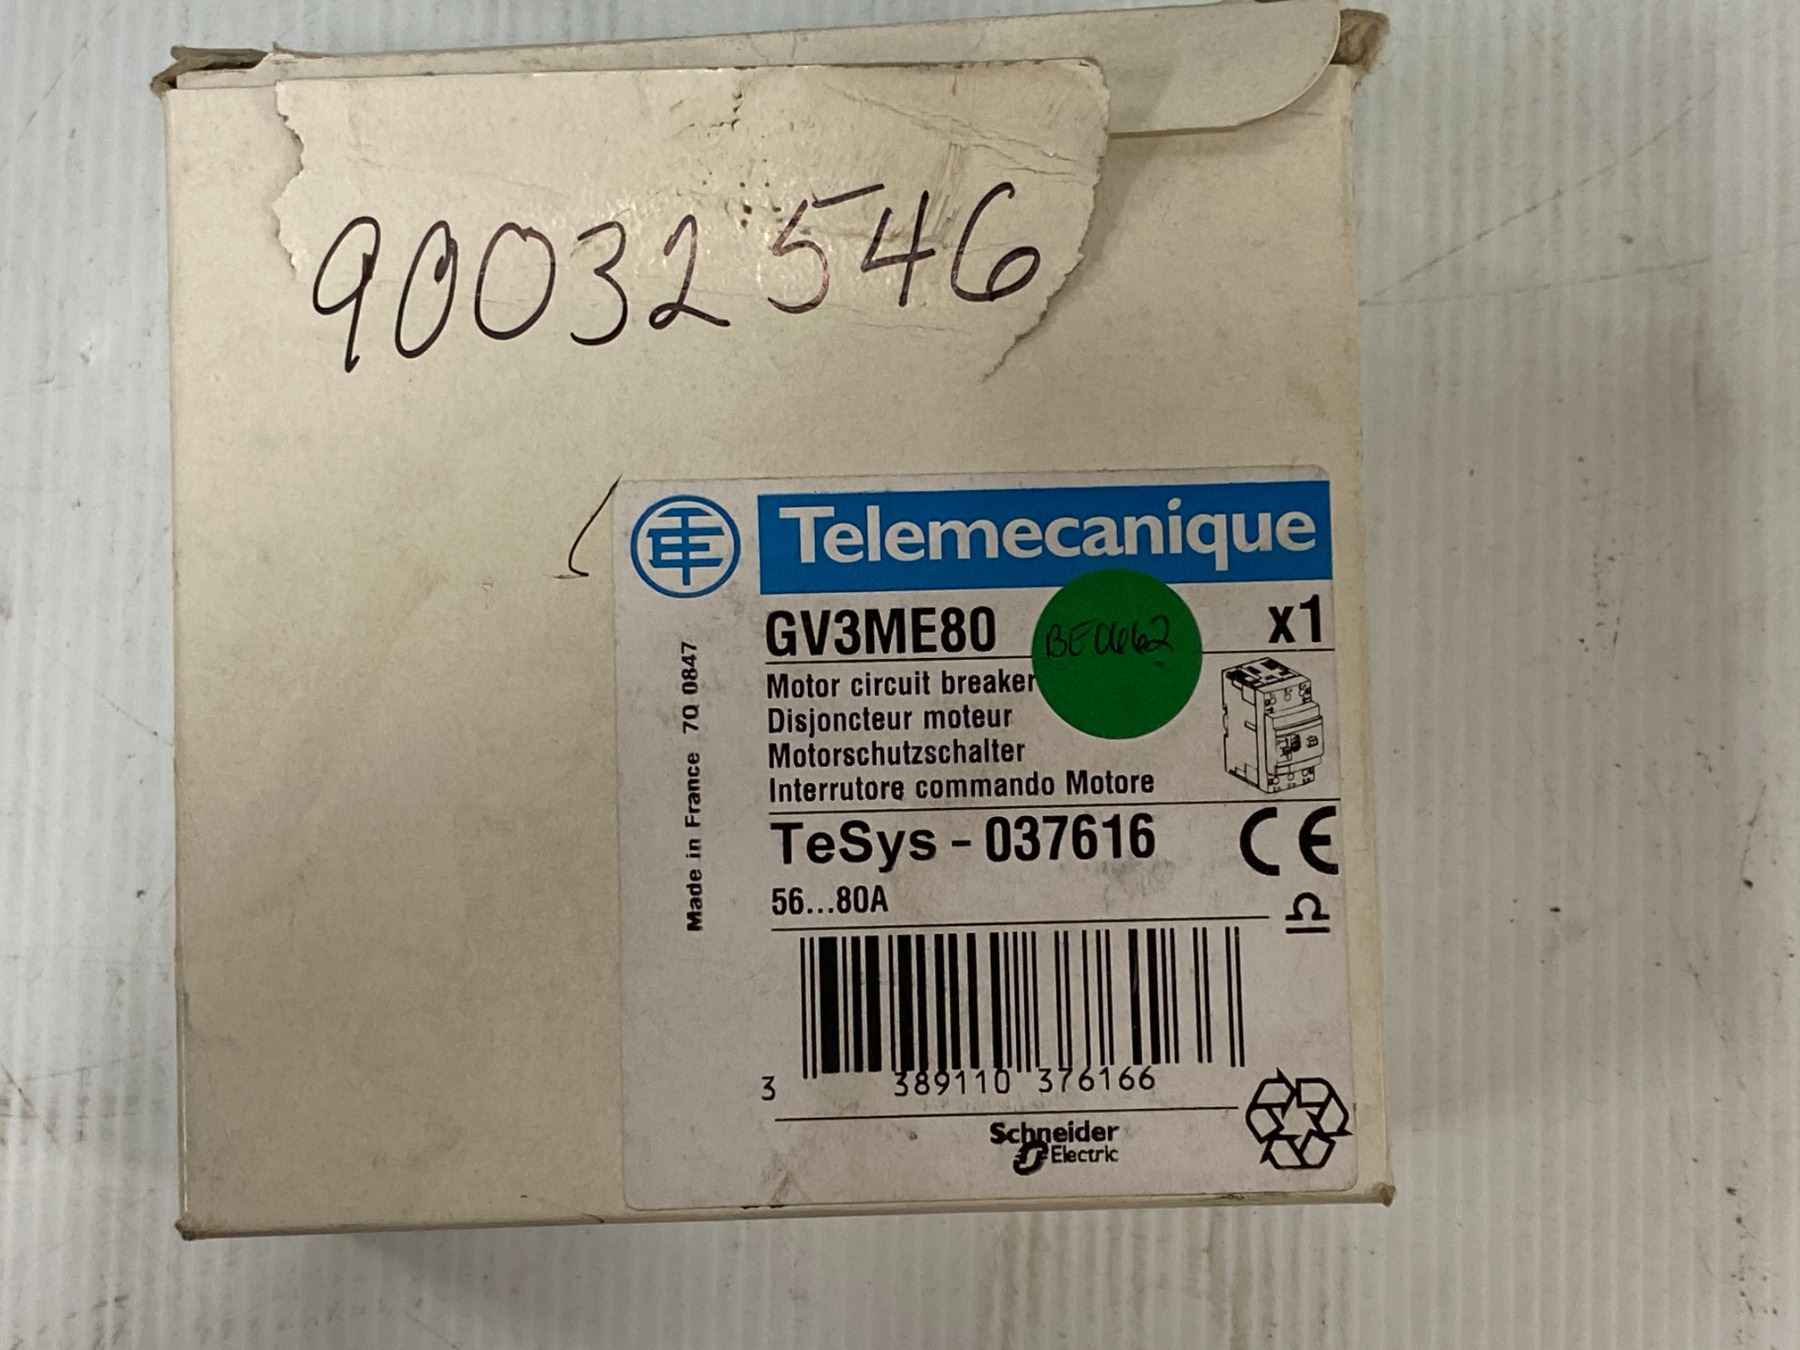 90032546
Telemecanique
GV3ME80
x1
Motor circuit breaker
Disjoncteur moteur
Motorschutzschalter
Interrutore commando Motore
TeSys - 037616
CE
56...80A
Made in France 7Q 0847
3 389110 376166
Schneider
Electric